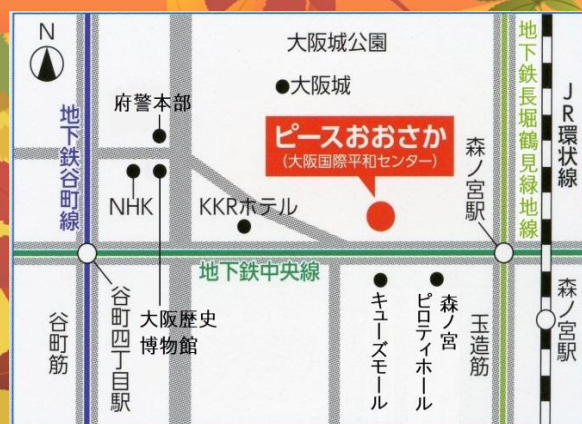 N
大阪城公園
大阪城
府警本部
ピースおおさか
(大阪国際平和センター)
地下鉄谷町線
NHK
KKRホテル
森ノ宮駅
地下鉄長堀鶴見緑地線
JR環状線
地下鉄中央線
谷町筋
谷町四丁目駅
大阪歴史
博物館
キューズモール
森ノ宮
ピロティホール
玉造筋
森ノ宮駅